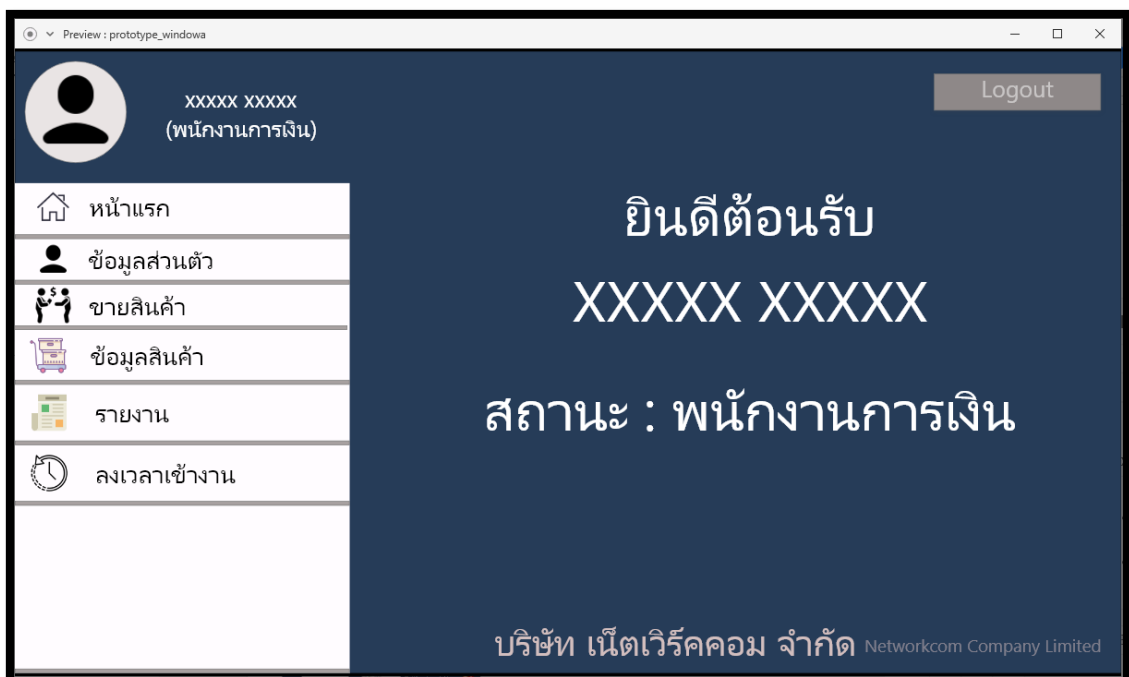 Preview : prototype_windowa
xxxxx xxxxx
(พนักงานการเงิน)
Logout
หน้าแรก
ข้อมูลส่วนตัว
ขายสินค้า
ข้อมูลสินค้า
รายงาน
ลงเวลาเข้างาน
ยินดีต้อนรับ
XXXXX XXXXX
สถานะ : พนักงานการเงิน
บริษัท เน็ตเวิร์คคอม จำกัด Networkcom Company Limited